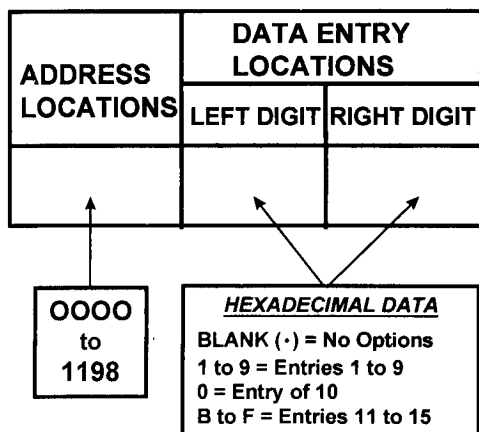 ADDRESS LOCATIONS
DATA ENTRY LOCATIONS
LEFT DIGIT
RIGHT DIGIT
OOOO
to
1198
HEXADECIMAL DATA
BLANK (·) = No Options
1 to 9 = Entries 1 to 9
0 = Entry of 10
B to F = Entries 11 to 15